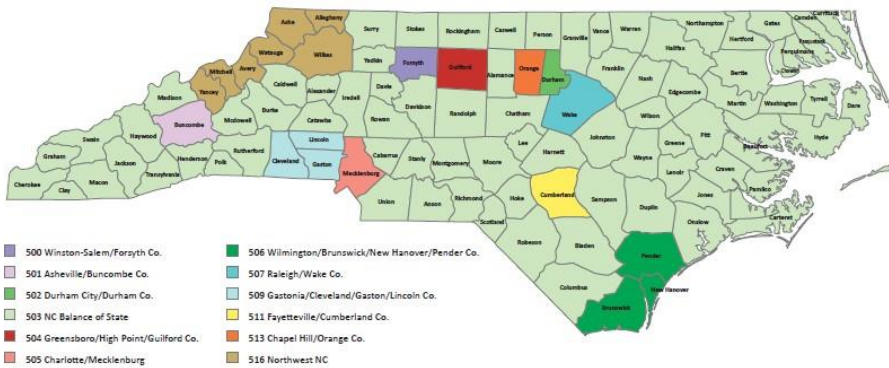 Ashe
Alleghany
Surry
Stokes
Rockingham
Caswell
Person
Granville
Vance
Warren
Northampton
Gates
Camden
Currituck
Pasquotank
Perquimans
Chowan
Hertford
Halifax
Watauga
Wilkes
Yadkin
Forsyth
Guilford
Alamance
Orange
Durham
Franklin
Nash
Bertle
Mitchell
Avery
Yancey
Caldwell
Alexander
Iredell
Davie
Davidson
Randolph
Chatham
Wake
Edgecombe
Martin
Washington
Tyrrell
Dare
Madison
Burke
Mcdowell
Catawba
Rowan
Wilson
Johnston
Pitt
Beaufort
Hyde
Buncombe
Haywood
Swain
Graham
Jackson
Henderson
Polk
Rutherford
Cleveland
Lincoln
Gaston
Mecklenburg
Cabarrus
Stanly
Montgomery
Moore
Lee
Harnett
Wayne
Greene
Lenoir
Craven
Pamlico
Cherokee
Clay
Macon
Transylvania
Union
Anson
Richmond
Scotland
Hoke
Cumberland
Sampson
Duplin
Jones
Onslow
Carteret
Robeson
Bladen
Columbus
Pender
New Hanover
Brunswick
500 Winston-Salem/Forsyth Co.
501 Asheville/Buncombe Co.
502 Durham City/Durham Co.
503 NC Balance of State
504 Greensboro/High Point/Guilford Co.
505 Charlotte/Mecklenburg
506 Wilmington/Brunswick/New Hanover/Pender Co.
507 Raleigh/Wake Co.
509 Gastonia/Cleveland/Gaston/Lincoln Co.
511 Fayetteville/Cumberland Co.
513 Chapel Hill/Orange Co.
516 Northwest NC